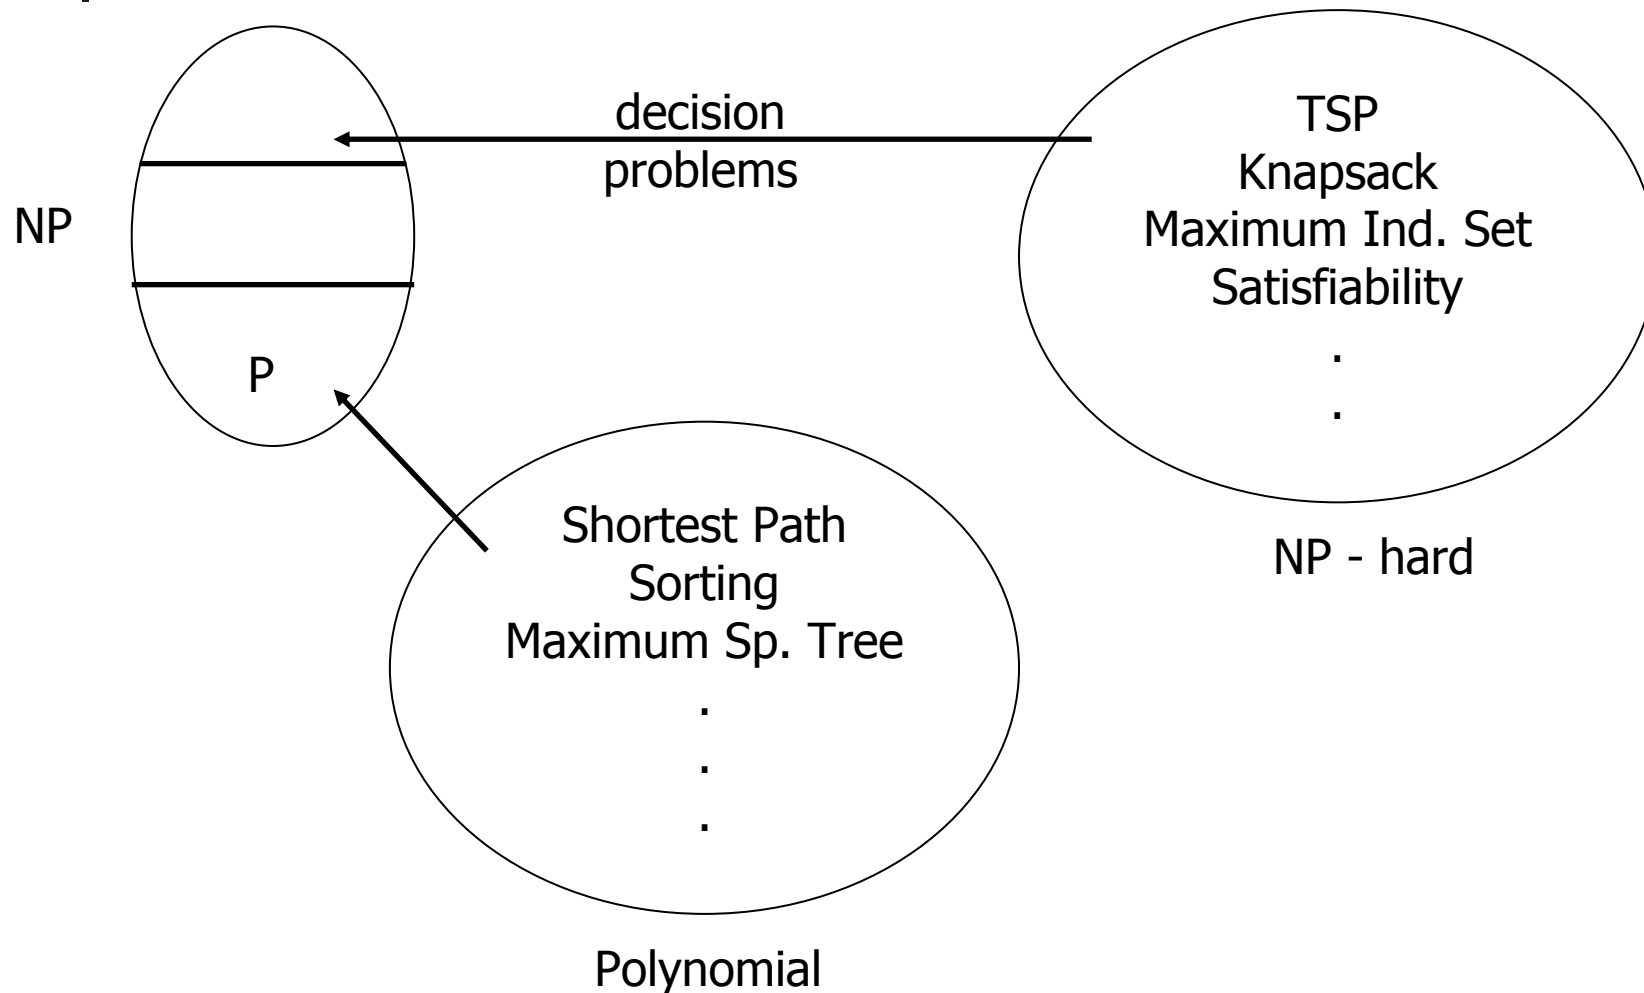 decision
problems
NP
P
TSP
Knapsack
Maximum Ind. Set
Satisfiability
.
.
NP - hard
Shortest Path
Sorting
Maximum Sp. Tree
.
.
.
Polynomial